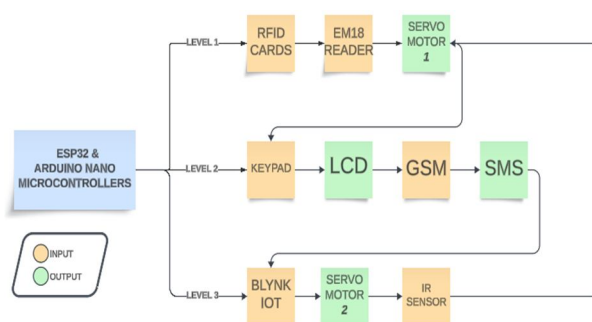 LEVEL 1
RFID
CARDS
EM18
READER
SERVO
MOTOR
1
ESP32 &
ARDUINO NANO
MICROCONTROLLERS
LEVEL 2
KEYPAD
LCD
GSM
SMS
INPUT
OUTPUT
LEVEL 3
BLYNK
IOT
SERVO
MOTOR
2
IR
SENSOR